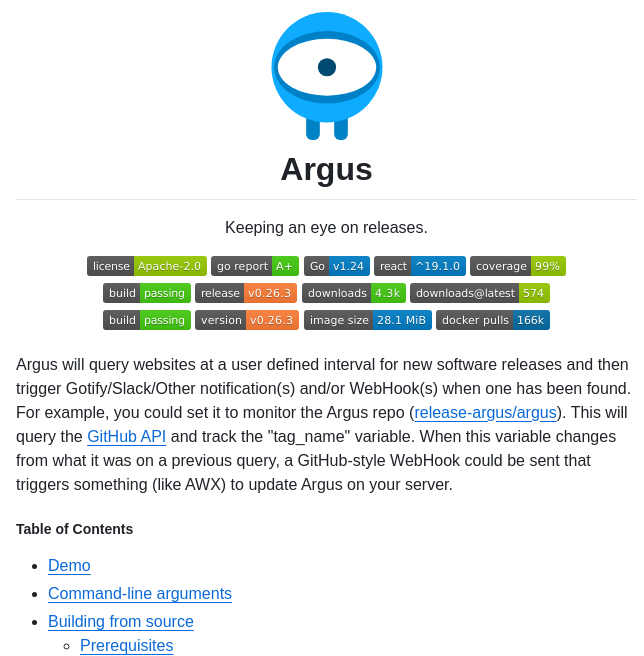 Argus
Keeping an eye on releases.
license Apache-2.0 go report A+ Go v1.24 react ^19.1.0 coverage 99%
build passing release v0.26.3 downloads 4.3k downloads@latest 574
build passing version v0.26.3 image size 28.1 MiB docker pulls 166k
Argus will query websites at a user defined interval for new software releases and then
trigger Gotify/Slack/Other notification(s) and/or WebHook(s) when one has been found.
For example, you could set it to monitor the Argus repo (release-argus/argus). This will
query the GitHub API and track the "tag_name" variable. When this variable changes
from what it was on a previous query, a GitHub-style WebHook could be sent that
triggers something (like AWX) to update Argus on your server.
Table of Contents
Demo
Command-line arguments
Building from source
Prerequisites